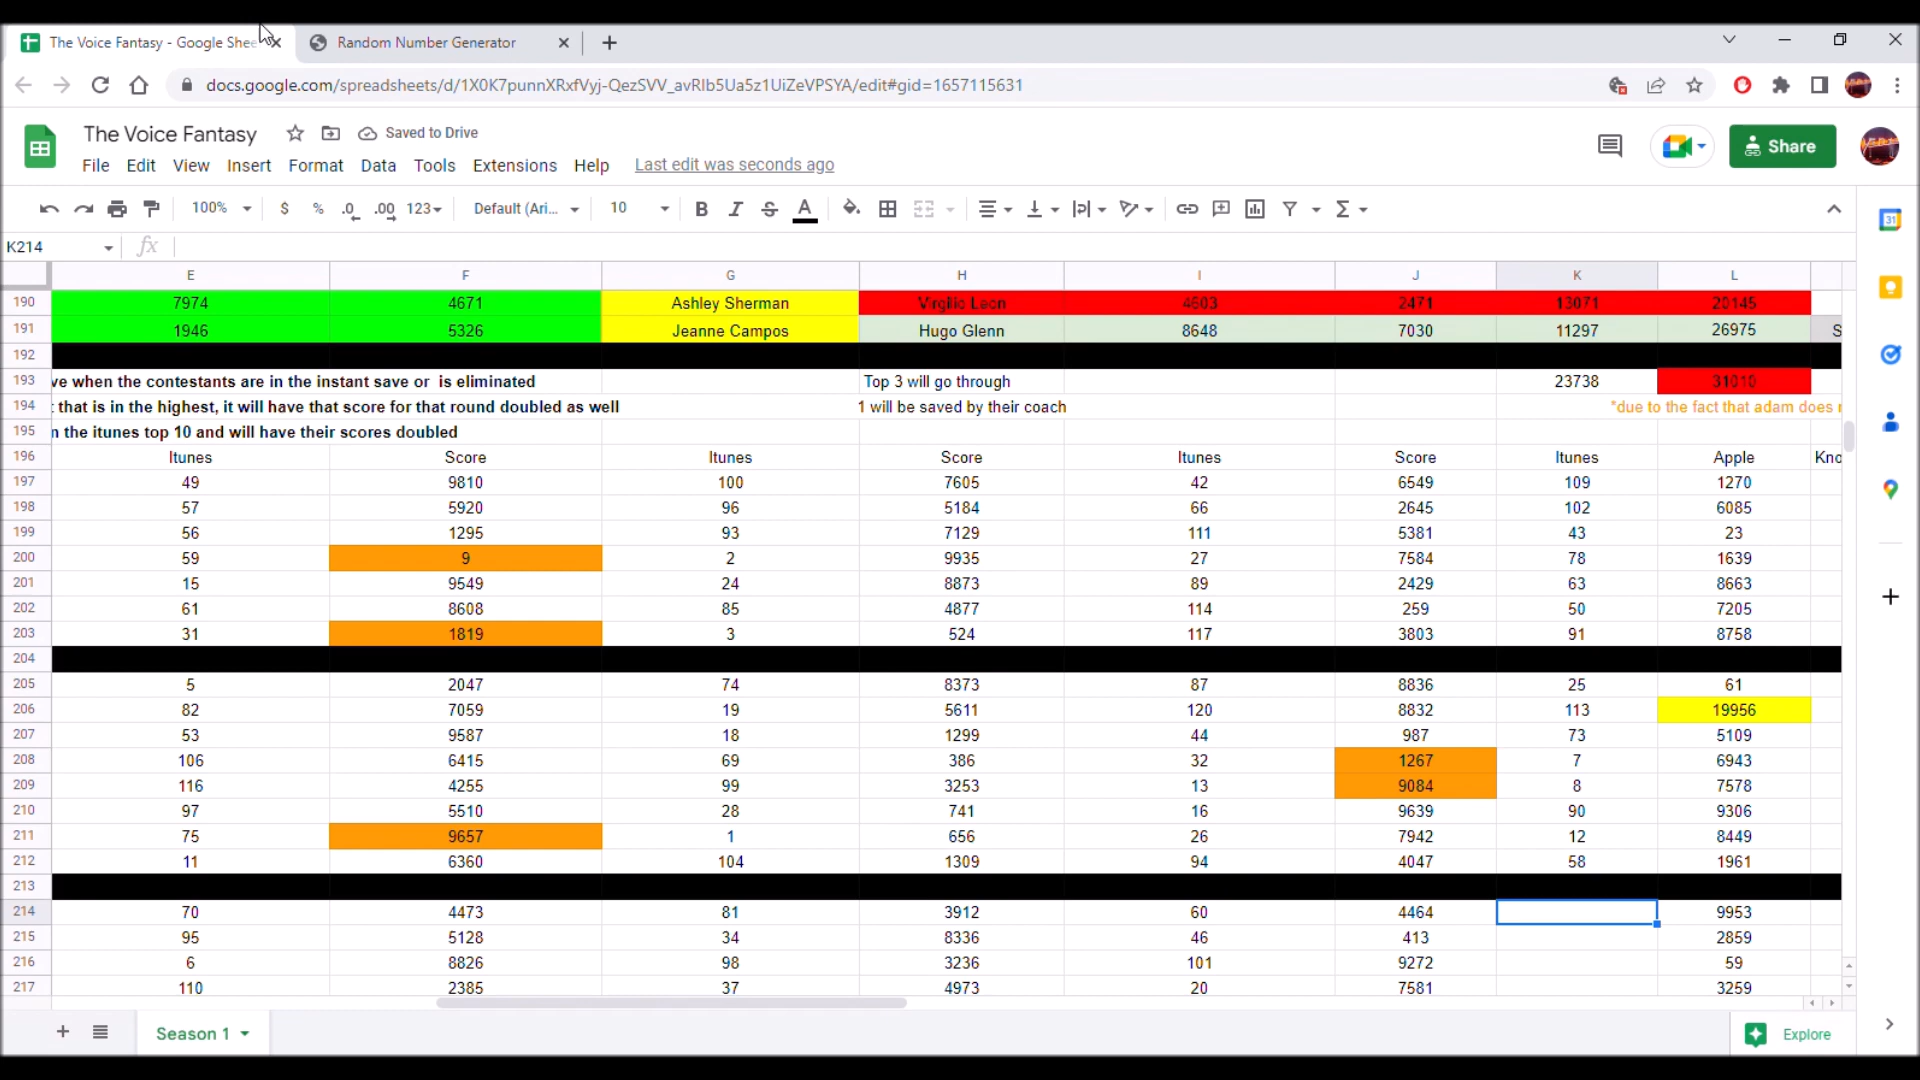 The Voice Fantasy - Google Shee
Random Number Generator
docs.google.com/spreadsheets/d/1X0K7punnXRxfVyj-QezSVV_avRIb5Ua5z1UiZeVPSYA/edit#gid=1657115631
The Voice Fantasy Saved to Drive
File Edit View Insert Format Data Tools Extensions Help Last edit was seconds ago
Share
100% $ % .0 .00 123 Default (Ari... 10 B I S A
K214 fx
E F G H I J K L
190 7974 4671 Ashley Sherman Virgilio Leon 4603 2471 13071 20145
191 1946 5326 Jeanne Campos Hugo Glenn 8648 7030 11297 26975 S
192
193 ve when the contestants are in the instant save or is eliminated Top 3 will go through 23738 31010
194 t that is in the highest, it will have that score for that round doubled as well 1 will be saved by their coach *due to the fact that adam does r
195 n the itunes top 10 and will have their scores doubled
196 Itunes Score Itunes Score Itunes Score Itunes Apple Kno
197 49 9810 100 7605 42 6549 109 1270
198 57 5920 96 5184 66 2645 102 6085
199 56 1295 93 7129 111 5381 43 23
200 59 9 2 9935 27 7584 78 1639
201 15 9549 24 8873 89 2429 63 8663
202 61 8608 85 4877 114 259 50 7205
203 31 1819 3 524 117 3803 91 8758
204
205 5 2047 74 8373 87 8836 25 61
206 82 7059 19 5611 120 8832 113 19956
207 53 9587 18 1299 44 987 73 5109
208 106 6415 69 386 32 1267 7 6943
209 116 4255 99 3253 13 9084 8 7578
210 97 5510 28 741 16 9639 90 9306
211 75 9657 1 656 26 7942 12 8449
212 11 6360 104 1309 94 4047 58 1961
213
214 70 4473 81 3912 60 4464 9953
215 95 5128 34 8336 46 413 2859
216 6 8826 98 3236 101 9272 59
217 110 2385 37 4973 20 7581 3259
Season 1
Explore